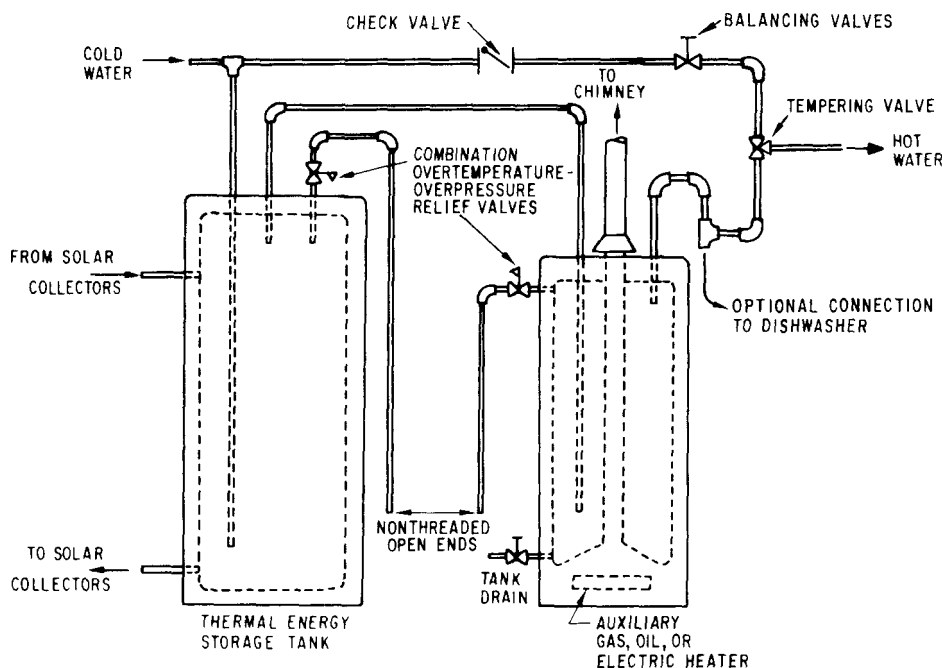 CHECK VALVE
BALANCING VALVES
COLD
WATER
TO
CHIMNEY
TEMPERING VALVE
HOT
WATER
COMBINATION
OVERTEMPERATURE-
OVERPRESSURE
RELIEF VALVES
FROM SOLAR
COLLECTORS
OPTIONAL CONNECTION
TO DISHWASHER
NONTHREADED
OPEN ENDS
TO SOLAR
COLLECTORS
TANK
DRAIN
THERMAL ENERGY
STORAGE TANK
AUXILIARY
GAS, OIL, OR
ELECTRIC HEATER